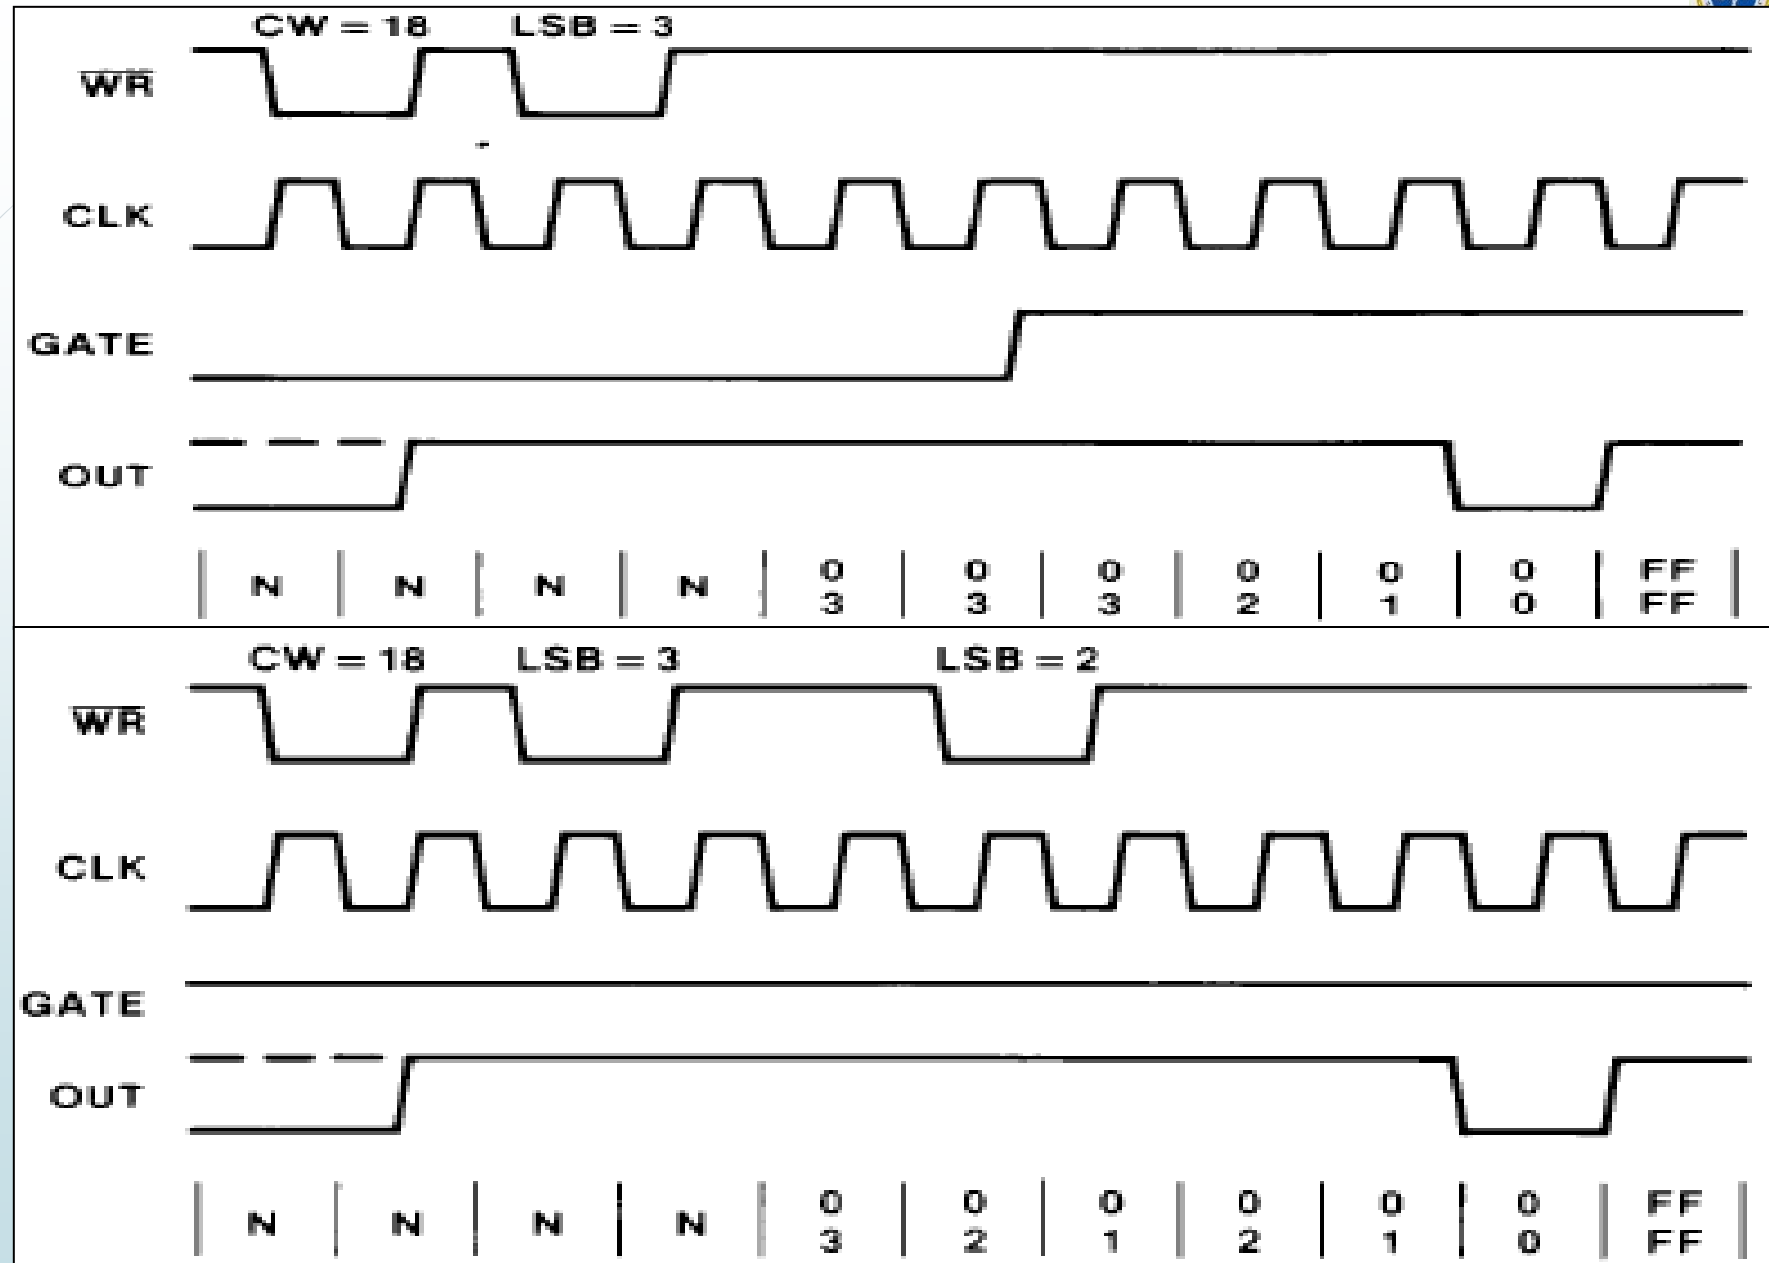 CW = 18 LSB = 3
WR
CLK
GATE
OUT
N N N N 0 0 0 0 0 0 FF
3 3 3 2 1 0 FF
CW = 18 LSB = 3 LSB = 2
WR
CLK
GATE
OUT
N N N N 0 0 0 0 0 0 FF
3 2 1 2 1 0 FF